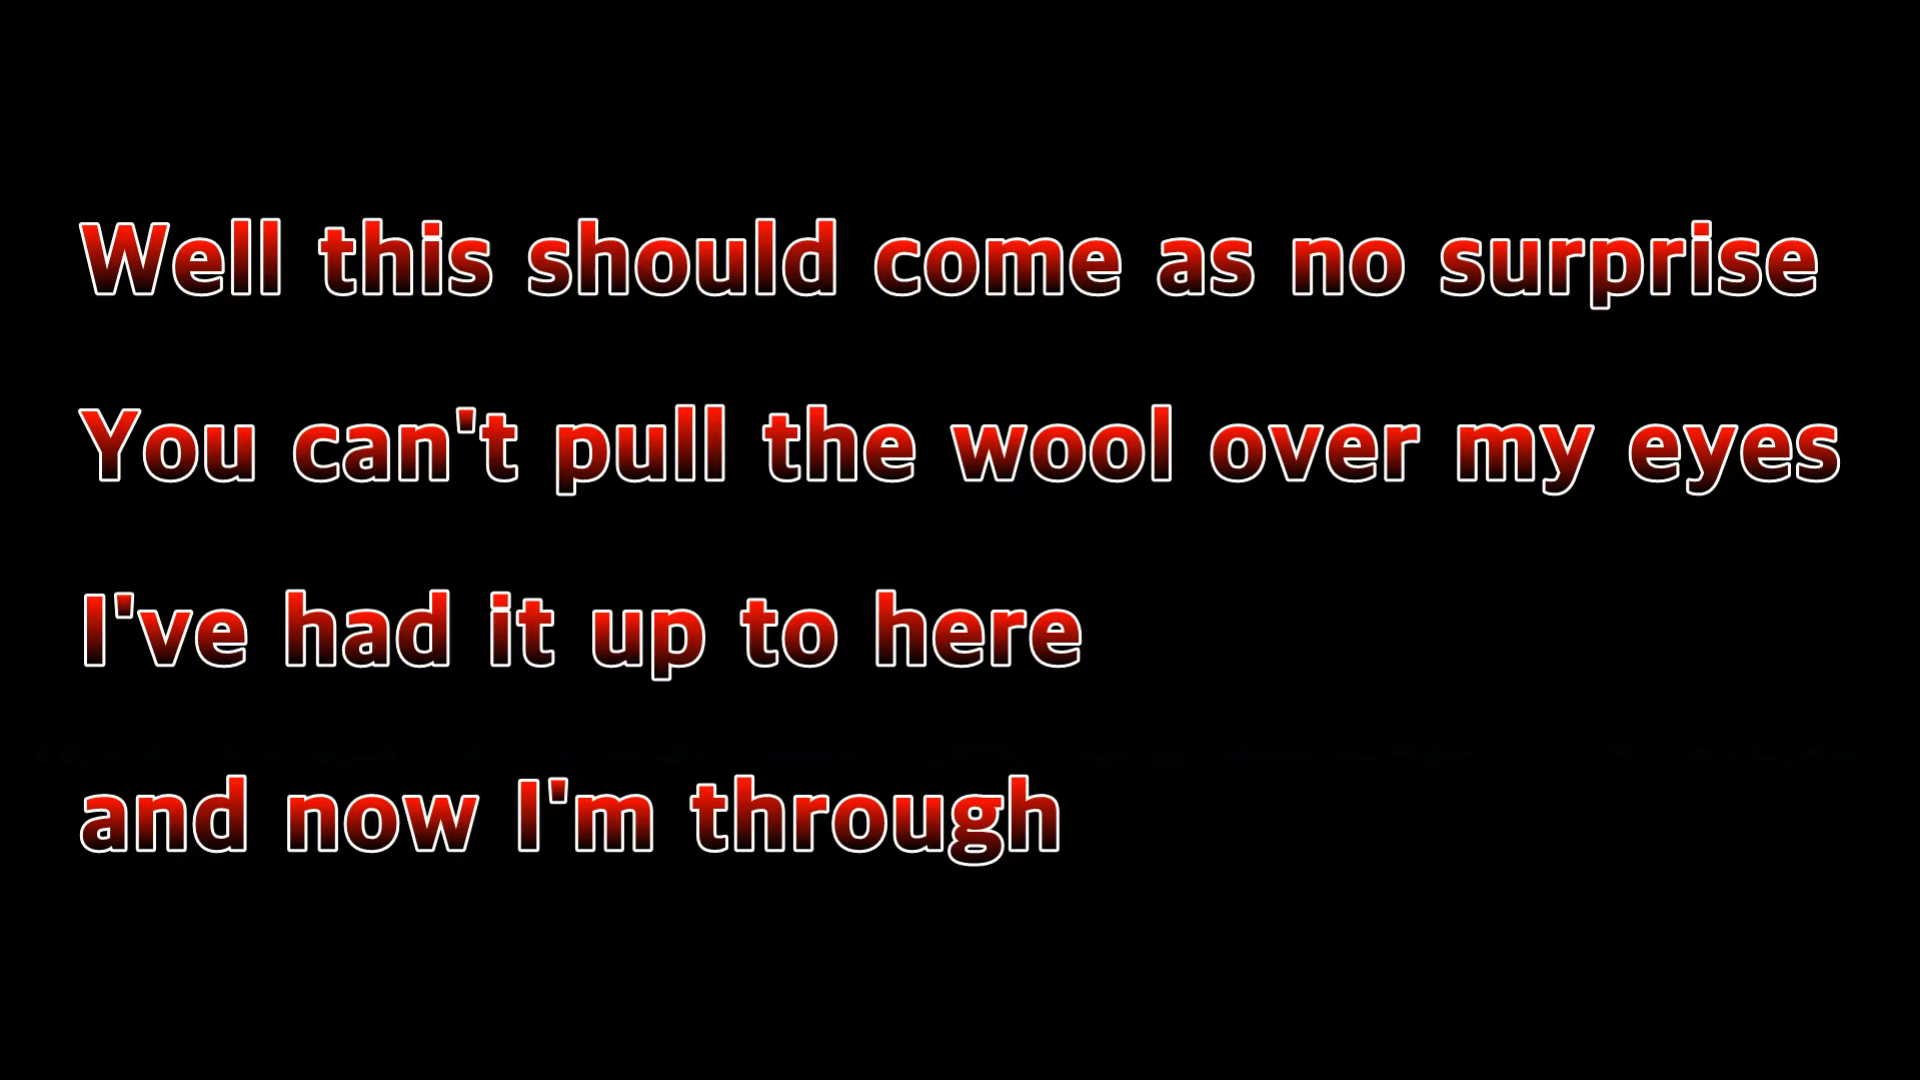 Well this should come as no surprise
You can't pull the wool over my eyes
I've had it up to here
and now I'm through